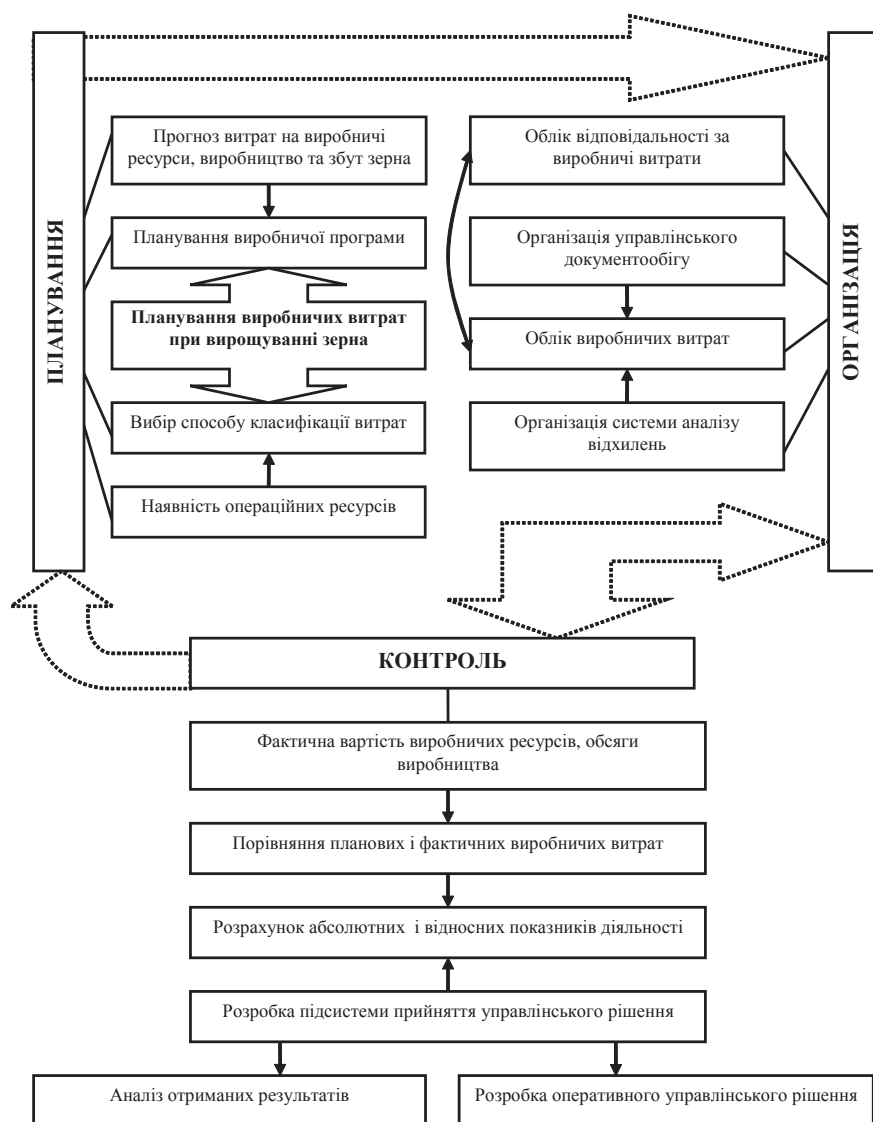 ПЛАНУВАННЯ
Прогноз витрат на виробничі
ресурси, виробництво та збут зерна
Планування виробничої програми
Планування виробничих витрат
при вирощуванні зерна
Вибір способу класифікації витрат
Наявність операційних ресурсів
Облік відповідальності за
виробничі витрати
Організація управлінського
документообігу
Облік виробничих витрат
Організація системи аналізу
відхилень
ОРГАНІЗАЦІЯ
КОНТРОЛЬ
Фактична вартість виробничих ресурсів, обсяги
виробництва
Порівняння планових і фактичних виробничих витрат
Розрахунок абсолютних і відносних показників діяльності
Розробка підсистеми прийняття управлінського рішення
Аналіз отриманих результатів
Розробка оперативного управлінського рішення